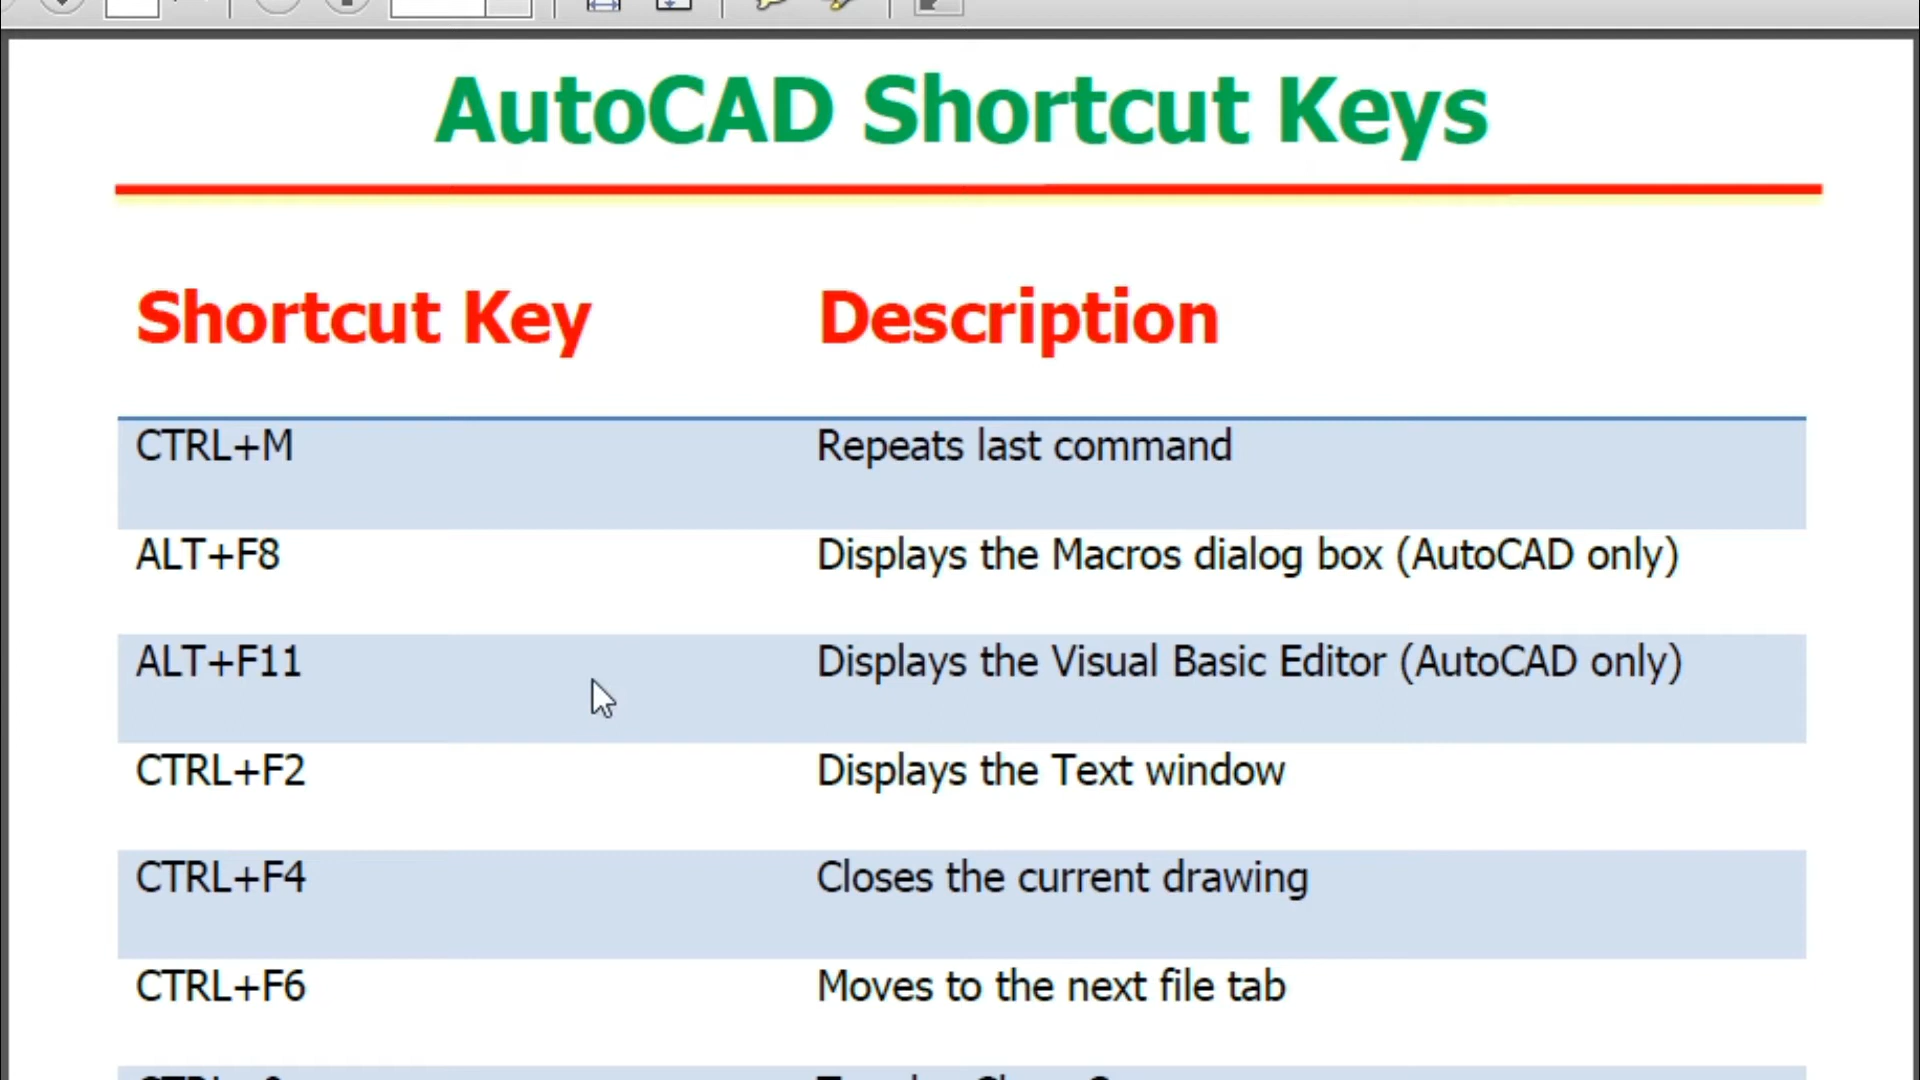 AutoCAD Shortcut Keys
Shortcut Key Description
CTRL+M Repeats last command
ALT+F8 Displays the Macros dialog box (AutoCAD only)
ALT+F11 Displays the Visual Basic Editor (AutoCAD only)
CTRL+F2 Displays the Text window
CTRL+F4 Closes the current drawing
CTRL+F6 Moves to the next file tab